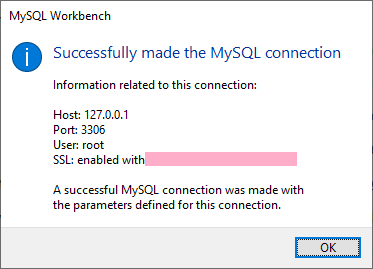 MySQL Workbench
Successfully made the MySQL connection
Information related to this connection:
Host: 127.0.0.1
Port: 3306
User: root
SSL: enabled with
A successful MySQL connection was made with
the parameters defined for this connection.
OK